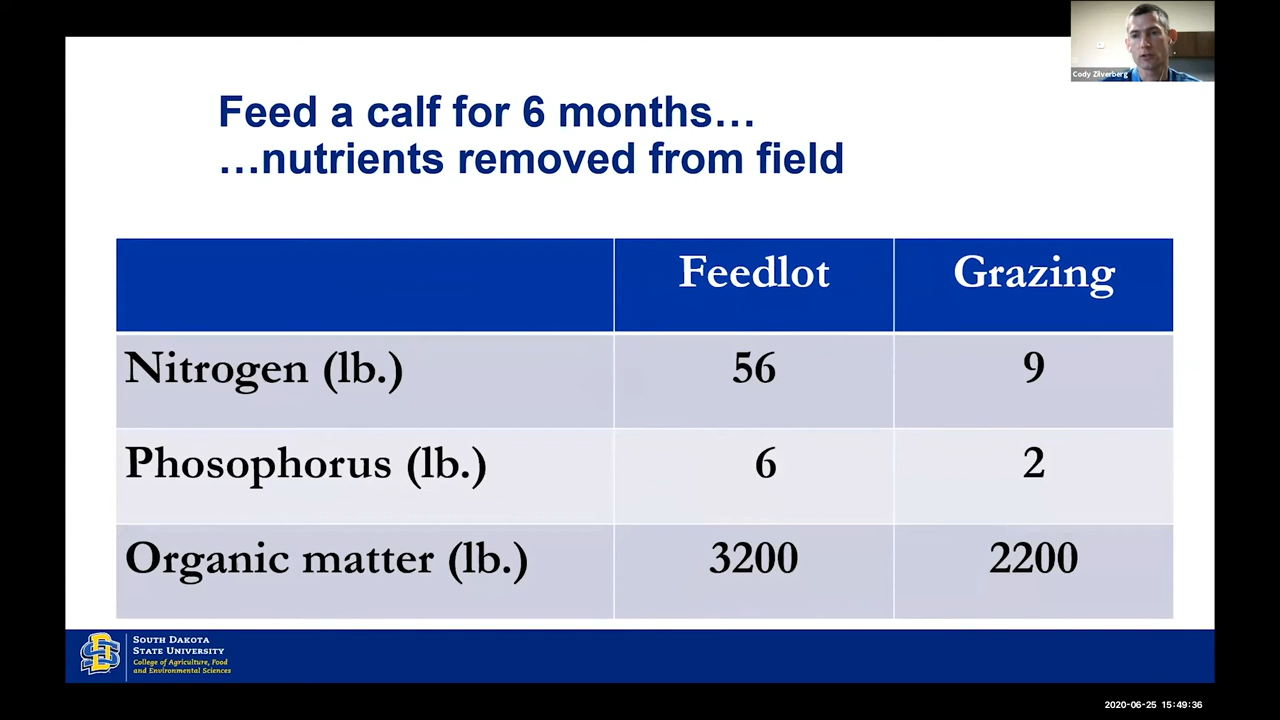 Cody Zilverberg
Feed a calf for 6 months…
…nutrients removed from field
Feedlot Grazing
Nitrogen (lb.) 56 9
Phosophorus (lb.) 6 2
Organic matter (lb.) 3200 2200
SOUTH DAKOTA
STATE UNIVERSITY
College of Agriculture, Food
and Environmental Sciences
2020-06-25 15:49:36